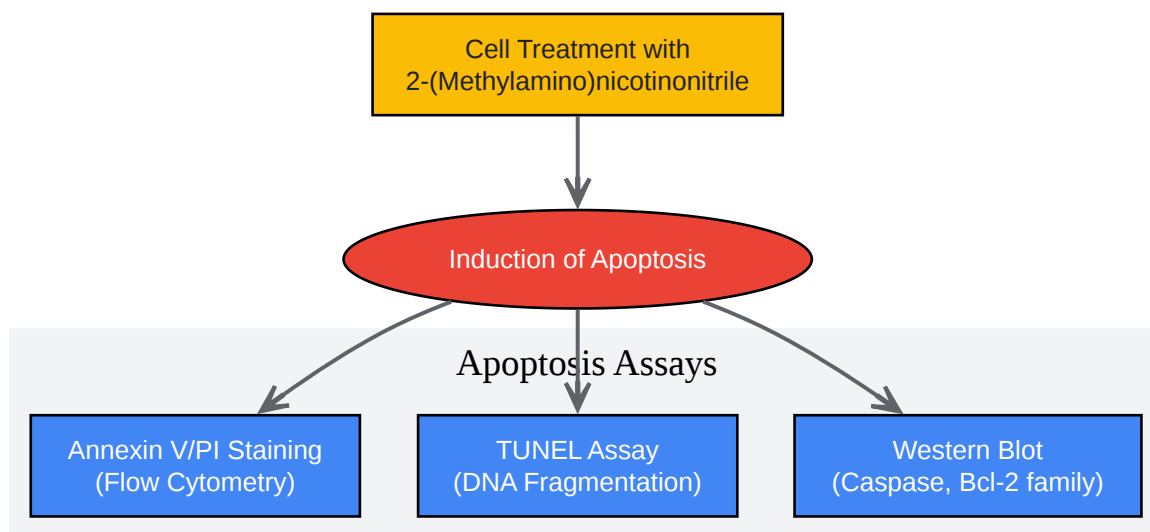 Cell Treatment with
2-(Methylamino)nicotinonitrile
Induction of Apoptosis
Apoptosis Assays
Annexin V/PI Staining
(Flow Cytometry)
TUNEL Assay
(DNA Fragmentation)
Western Blot
(Caspase, Bcl-2 family)